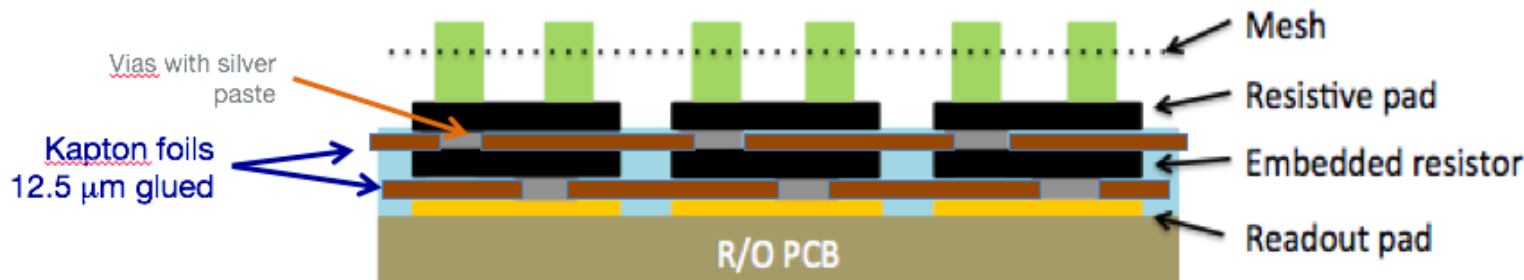 Mesh
Vias with silver
paste
Resistive pad
Kapton foils
12.5 μm glued
Embedded resistor
Readout pad
R/O PCB